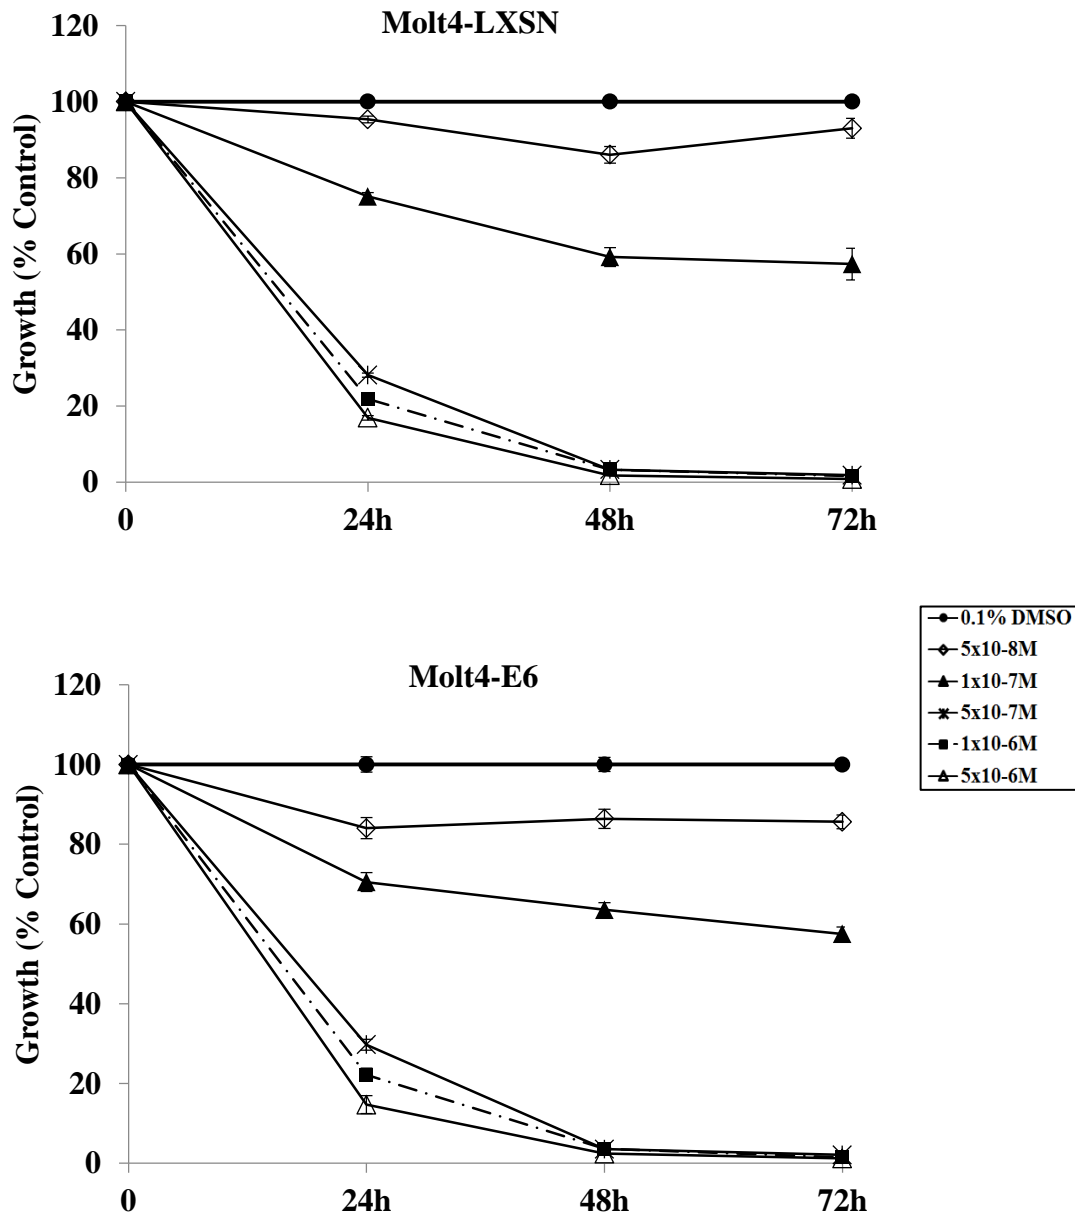 Molt4-LXSN
120
100
80
60
40
20
0
Growth (% Control)
0 24h 48h 72h
0.1% DMSO
5x10-8M
1x10-7M
5x10-7M
1x10-6M
5x10-6M
Molt4-E6
120
100
80
60
40
20
0
Growth (% Control)
0 24h 48h 72h